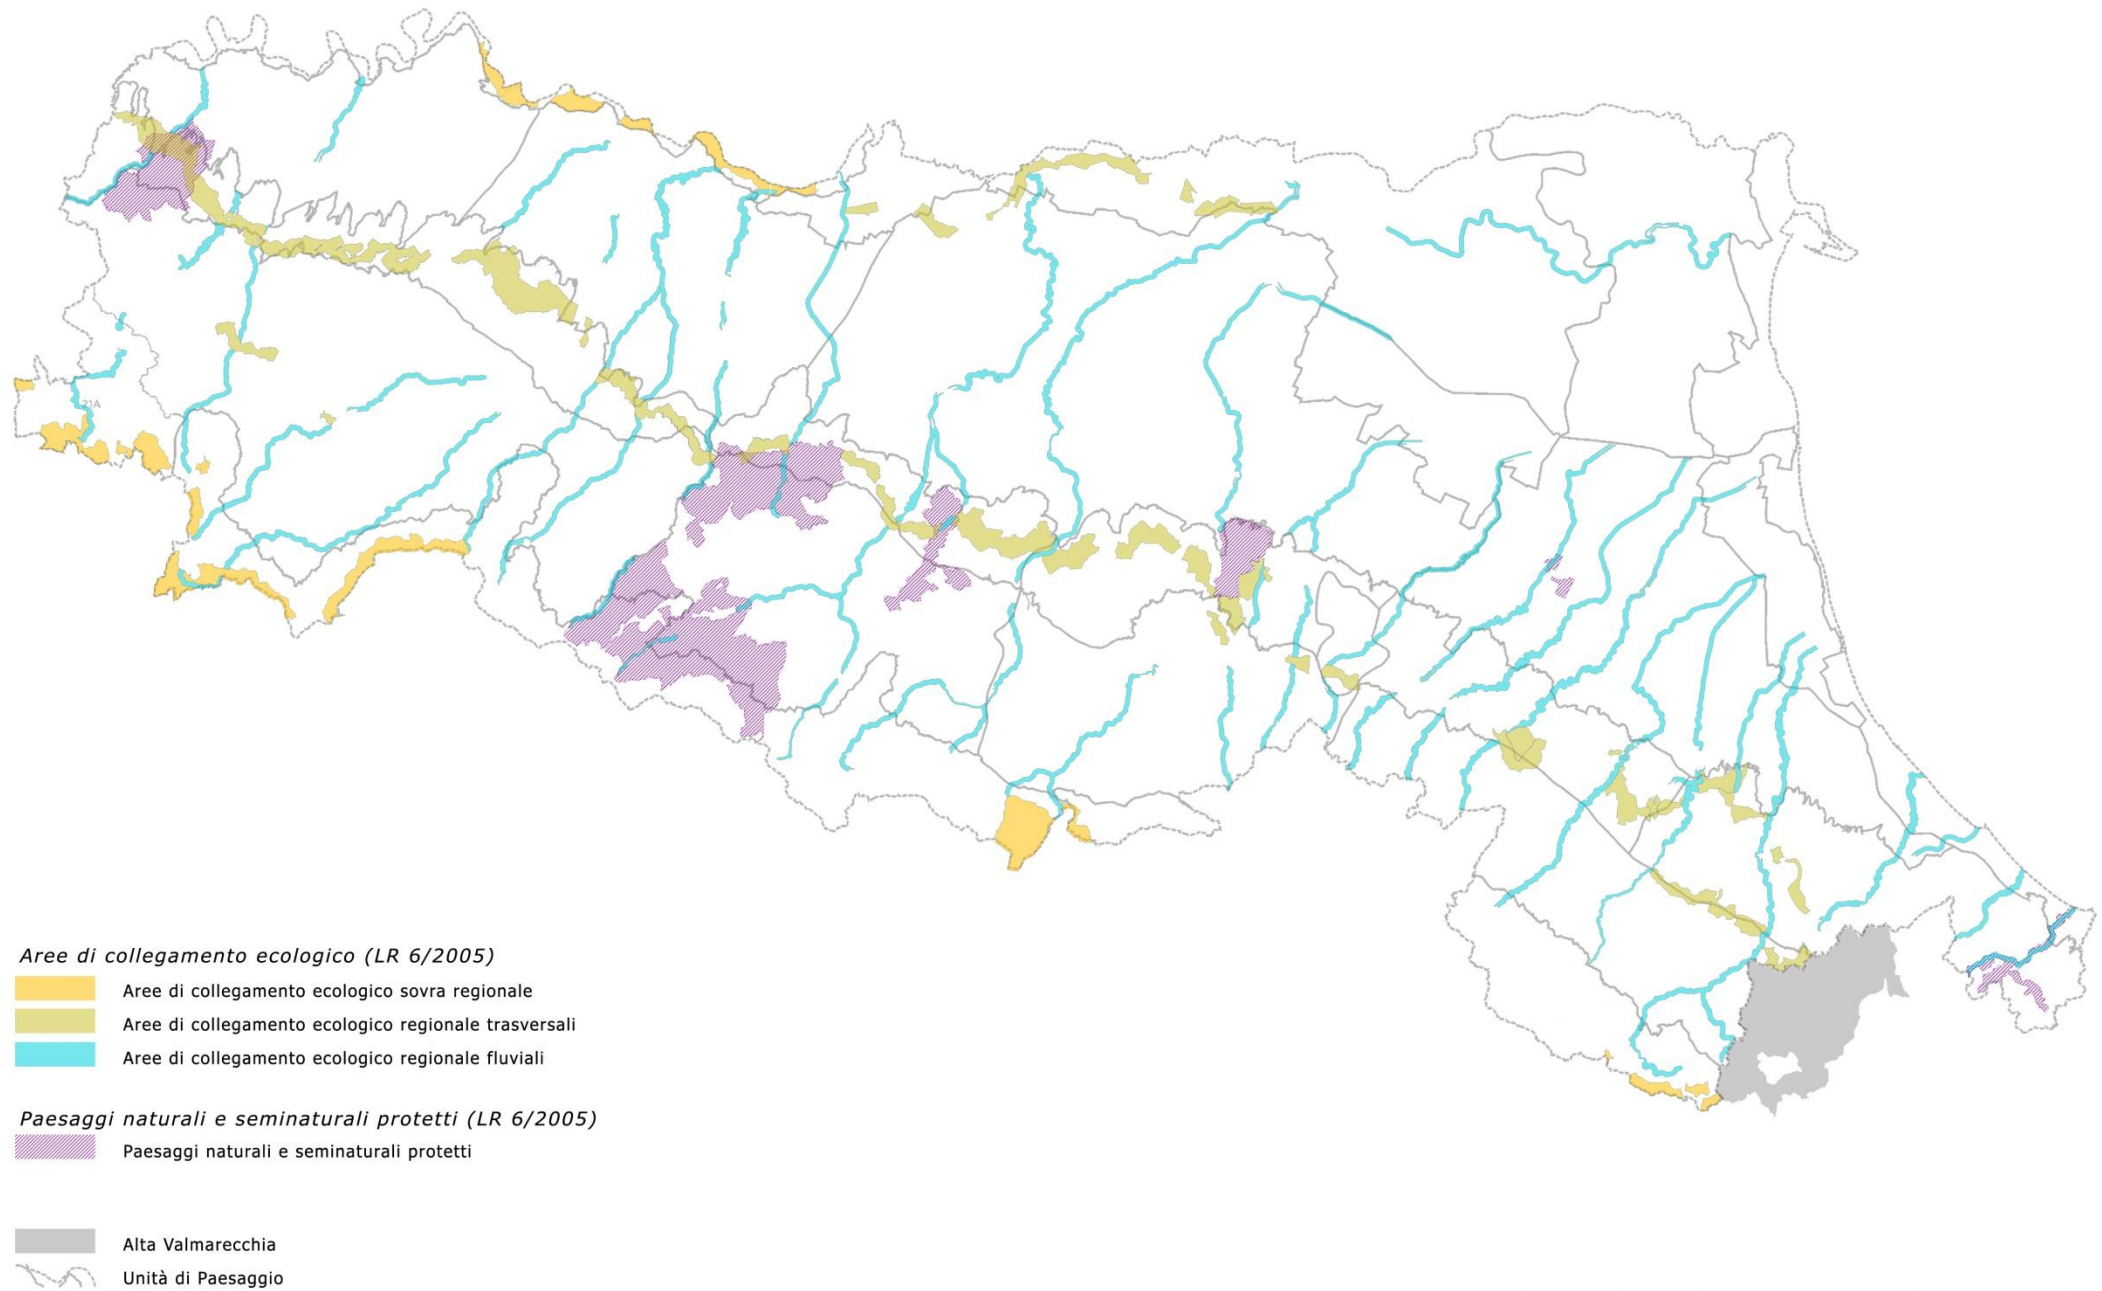 21A
Aree di collegamento ecologico (LR 6/2005)
Aree di collegamento ecologico sovra regionale
Aree di collegamento ecologico regionale trasversali
Aree di collegamento ecologico regionale fluviali
Paesaggi naturali e seminaturali protetti (LR 6/2005)
Paesaggi naturali e seminaturali protetti
Alta Valmarecchia
Unità di Paesaggio